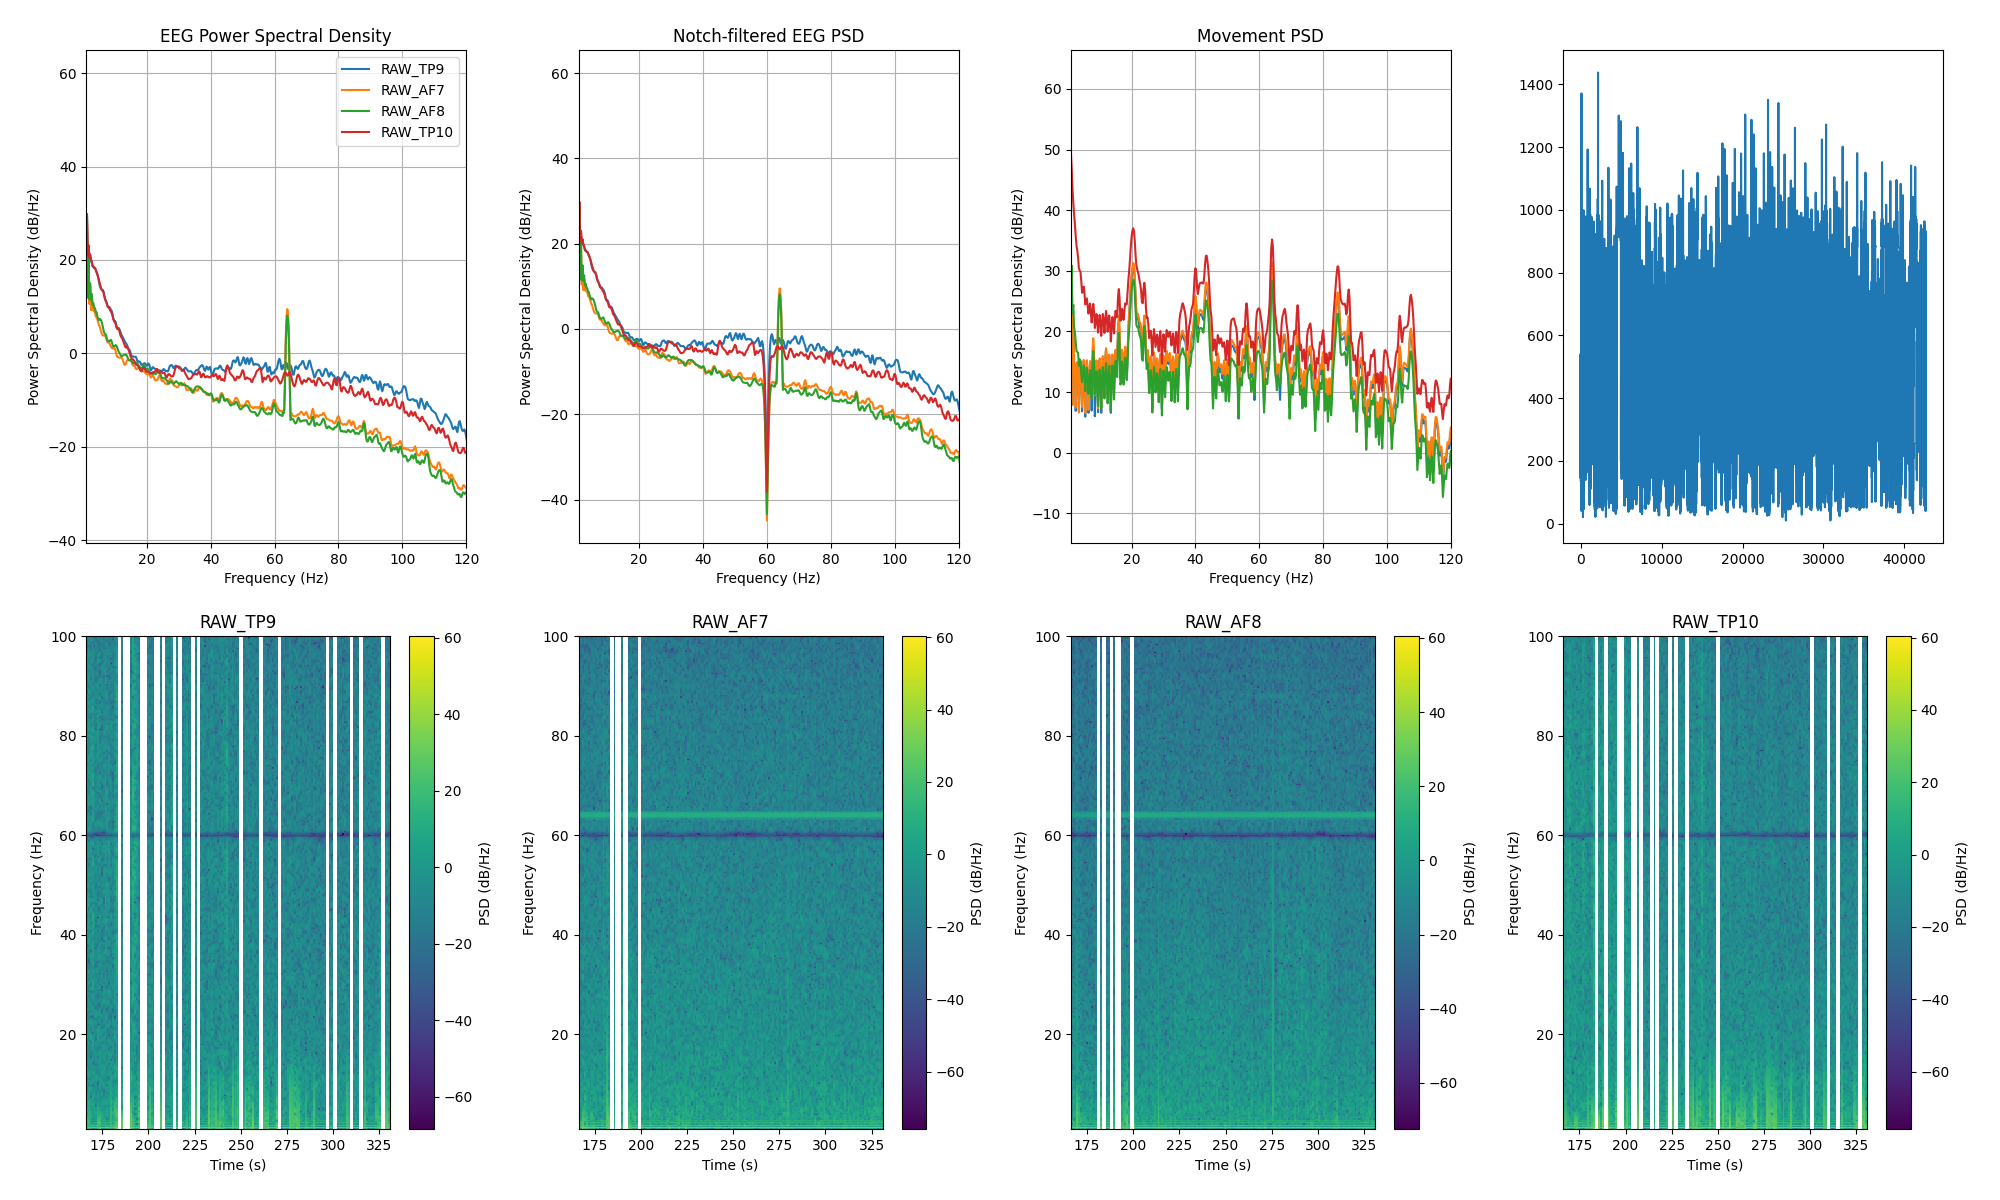 EEG Power Spectral Density
Notch-filtered EEG PSD
Movement PSD
RAW_TP9
RAW_AF7
RAW_AF8
RAW_TP10
60
40
20
0
−20
−40
Power Spectral Density (dB/Hz)
20 40 60 80 100 120
Frequency (Hz)
60
40
20
0
−20
−40
Power Spectral Density (dB/Hz)
20 40 60 80 100 120
Frequency (Hz)
60
50
40
30
20
10
0
−10
Power Spectral Density (dB/Hz)
20 40 60 80 100 120
Frequency (Hz)
1400
1200
1000
800
600
400
200
0
0 10000 20000 30000 40000
RAW_TP9
100
80
60
40
20
Frequency (Hz)
175 200 225 250 275 300 325
Time (s)
60
40
20
0
−20
−40
−60
PSD (dB/Hz)
RAW_AF7
100
80
60
40
20
Frequency (Hz)
175 200 225 250 275 300 325
Time (s)
60
40
20
0
−20
−40
−60
PSD (dB/Hz)
RAW_AF8
100
80
60
40
20
Frequency (Hz)
175 200 225 250 275 300 325
Time (s)
60
40
20
0
−20
−40
−60
PSD (dB/Hz)
RAW_TP10
100
80
60
40
20
Frequency (Hz)
175 200 225 250 275 300 325
Time (s)
60
40
20
0
−20
−40
−60
PSD (dB/Hz)